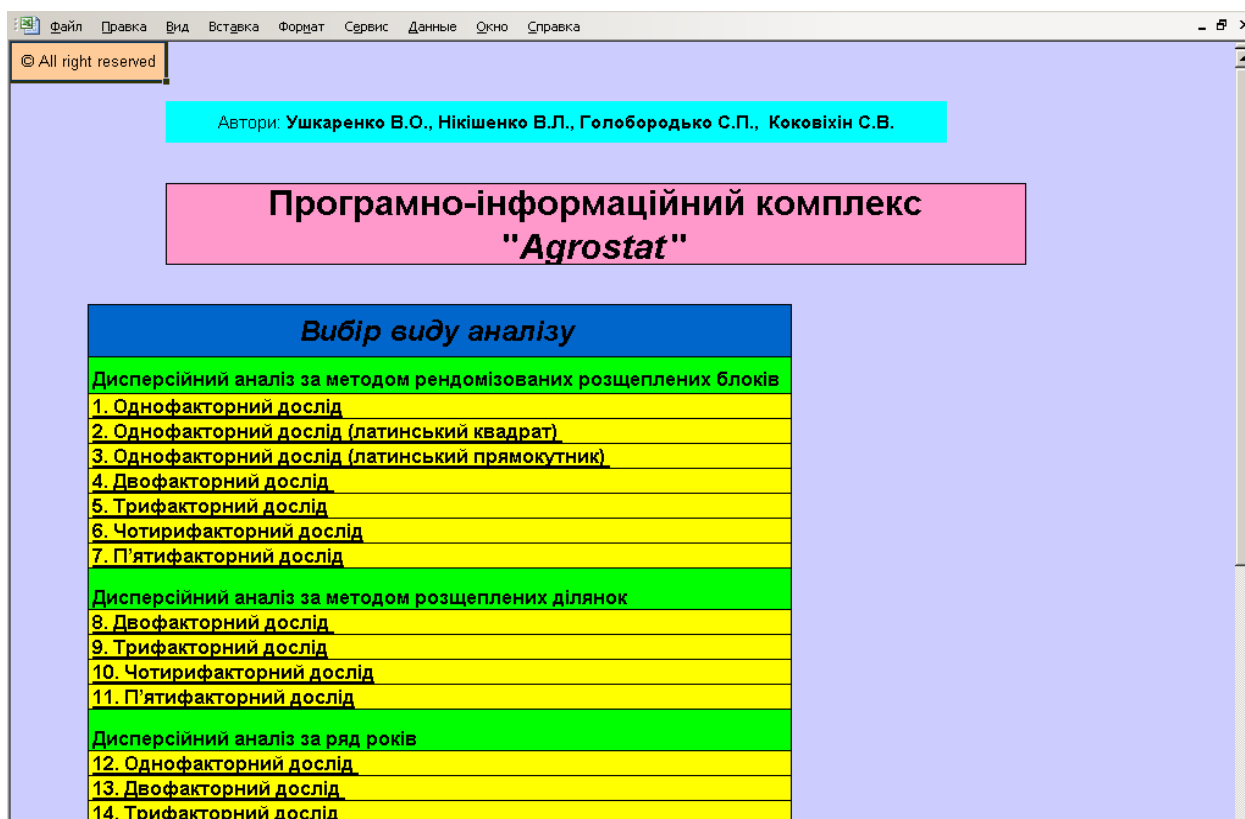 Файл Правка Вид Вставка Формат Сервис Данные Окно Справка
© All right reserved
Автори: Ушкаренко В.О., Нікішенко В.Л., Голобородько С.П., Коковіхін С.В.
Програмно-інформаційний комплекс
"Agrostat"
Вибір виду аналізу
Дисперсійний аналіз за методом рендомізованих розщеплених блоків
1. Однофакторний дослід
2. Однофакторний дослід (латинський квадрат)
3. Однофакторний дослід (латинський прямокутник)
4. Двофакторний дослід
5. Трифакторний дослід
6. Чотирифакторний дослід
7. П'ятифакторний дослід
Дисперсійний аналіз за методом розщеплених ділянок
8. Двофакторний дослід
9. Трифакторний дослід
10. Чотирифакторний дослід
11. П'ятифакторний дослід
Дисперсійний аналіз за ряд років
12. Однофакторний дослід
13. Двофакторний дослід
14. Трифакторний дослід